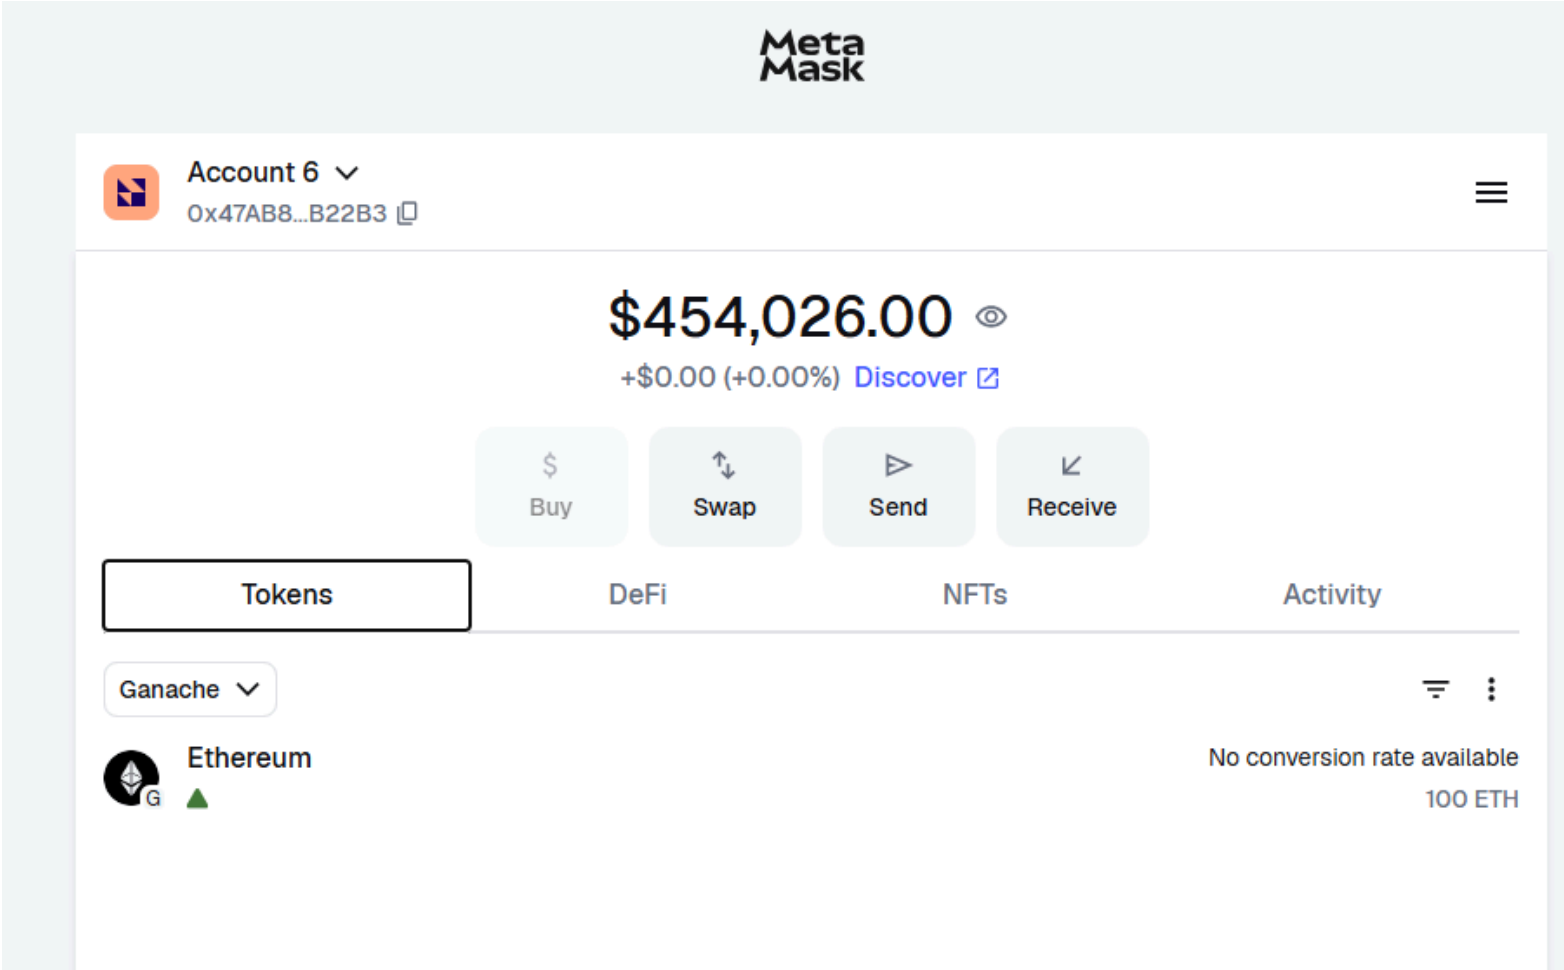 Meta
Mask
Account 6
0x47AB8...B22B3
$454,026.00
+$0.00 (+0.00%) Discover
$
Buy
Swap
Send
Receive
Tokens
DeFi
NFTs
Activity
Ganache
Ethereum
G
No conversion rate available
100 ETH